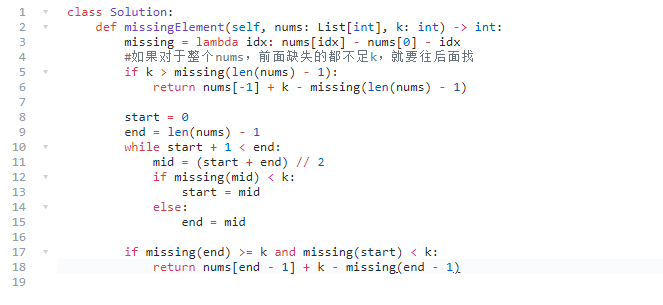 1 class Solution:
2     def missingElement(self, nums: List[int], k: int) -> int:
3         missing = lambda idx: nums[idx] - nums[0] - idx
4         #如果对于整个nums，前面缺失的都不足k，就要往后面找
5         if k > missing(len(nums) - 1):
6             return nums[-1] + k - missing(len(nums) - 1)
7
8         start = 0
9         end = len(nums) - 1
10         while start + 1 < end:
11             mid = (start + end) // 2
12             if missing(mid) < k:
13                 start = mid
14             else:
15                 end = mid
16
17         if missing(end) >= k and missing(start) < k:
18             return nums[end - 1] + k - missing(end - 1)
19